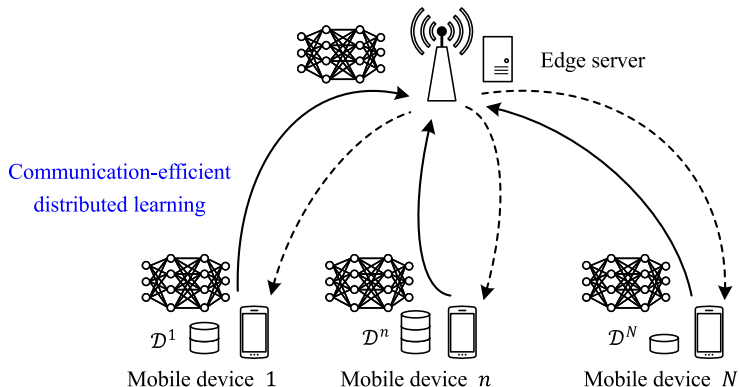 Edge server
Communication-efficient
distributed learning
𝒟¹ 𝒟ⁿ 𝒟ᴺ
Mobile device 1 Mobile device n Mobile device N